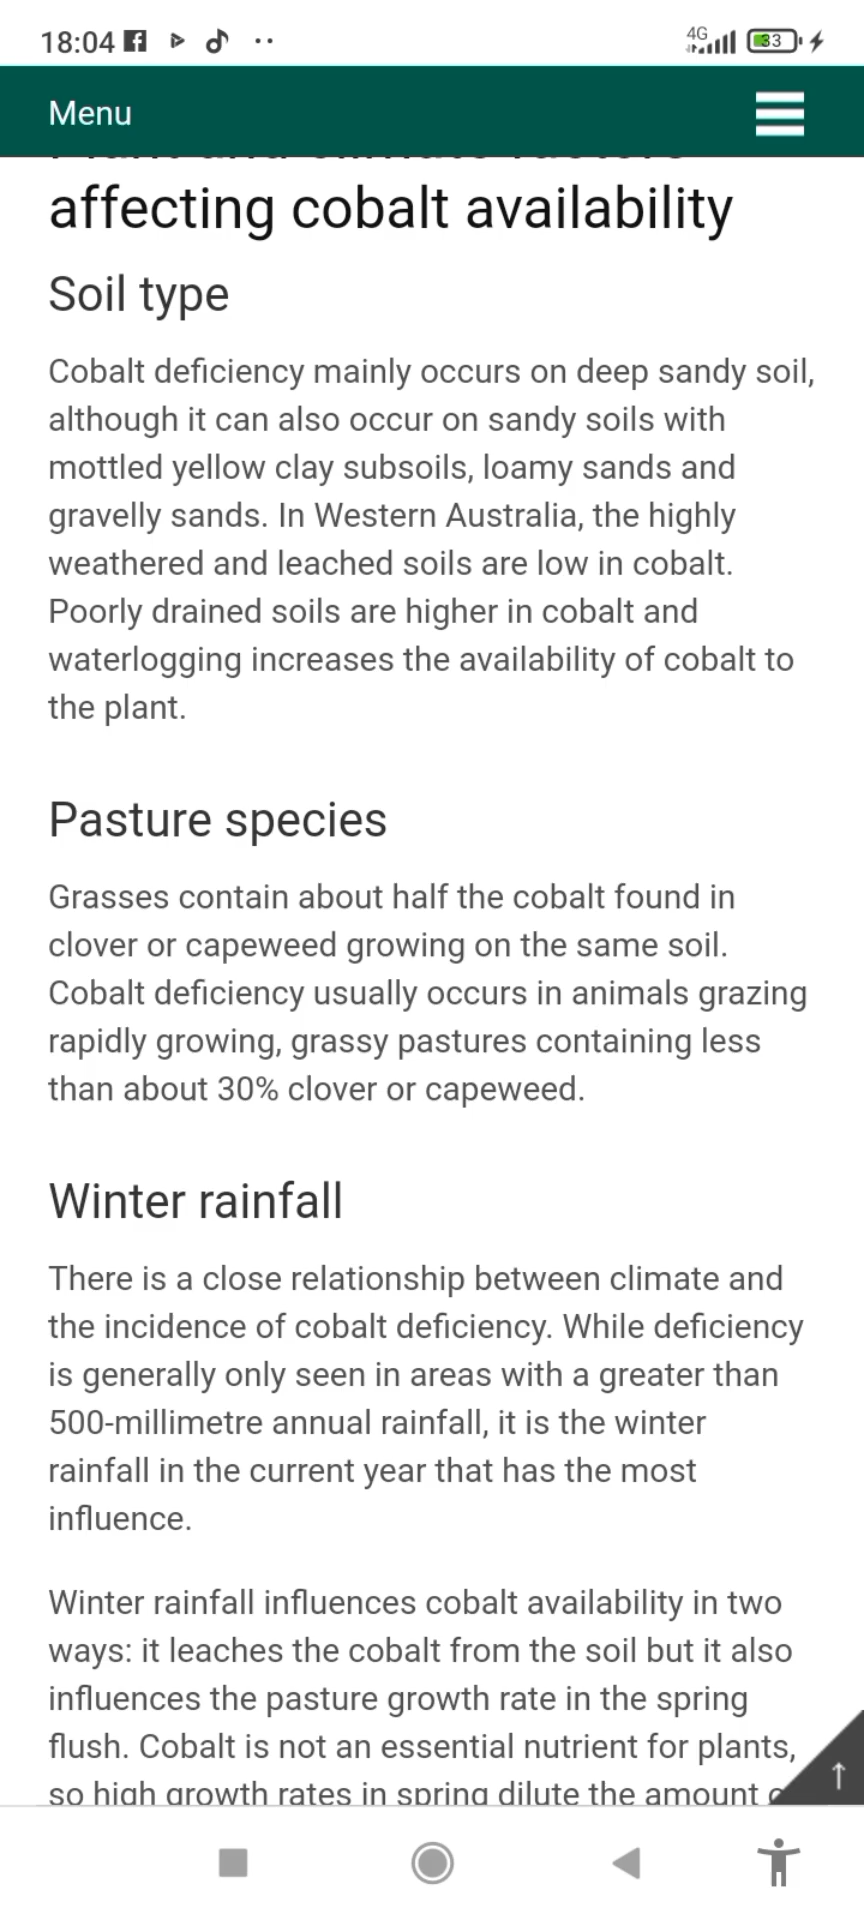 18:04
4G
33
Menu
affecting cobalt availability
Soil type
Cobalt deficiency mainly occurs on deep sandy soil,
although it can also occur on sandy soils with
mottled yellow clay subsoils, loamy sands and
gravelly sands. In Western Australia, the highly
weathered and leached soils are low in cobalt.
Poorly drained soils are higher in cobalt and
waterlogging increases the availability of cobalt to
the plant.
Pasture species
Grasses contain about half the cobalt found in
clover or capeweed growing on the same soil.
Cobalt deficiency usually occurs in animals grazing
rapidly growing, grassy pastures containing less
than about 30% clover or capeweed.
Winter rainfall
There is a close relationship between climate and
the incidence of cobalt deficiency. While deficiency
is generally only seen in areas with a greater than
500-millimetre annual rainfall, it is the winter
rainfall in the current year that has the most
influence.
Winter rainfall influences cobalt availability in two
ways: it leaches the cobalt from the soil but it also
influences the pasture growth rate in the spring
flush. Cobalt is not an essential nutrient for plants,
so high growth rates in spring dilute the amount